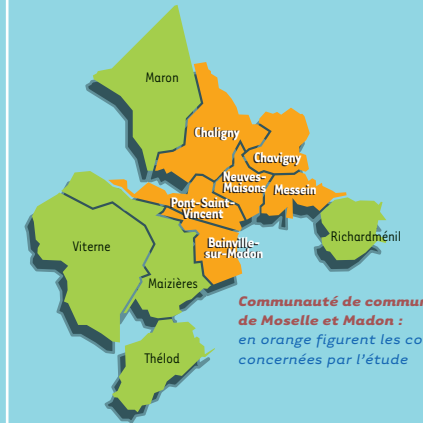 Maron
Chaligny
Chavigny
Neuves-
Maisons
Messein
Pont-Saint-
Vincent
Richardménil
Viterne
Bainville-
sur-Madon
Maizières
Communauté de commu
de Moselle et Madon :
en orange figurent les co
concernées par l'étude
Thélod